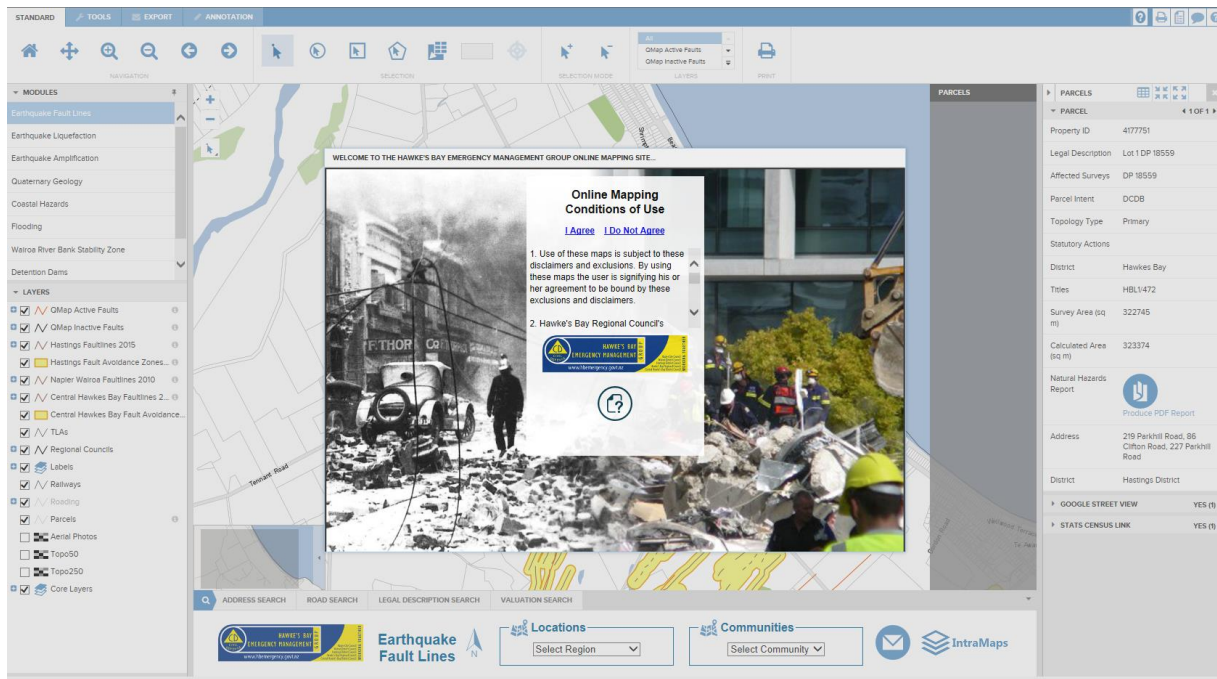 STANDARD
TOOLS
EXPORT
ANNOTATION
NAVIGATION
SELECTION
SELECTION MODE
All
QMap Active Faults
QMap Inactive Faults
LAYERS
PRINT
MODULES
Earthquake Fault Lines
Earthquake Liquefaction
Earthquake Amplification
Quaternary Geology
Coastal Hazards
Flooding
Wairoa River Bank Stability Zone
Detention Dams
LAYERS
QMap Active Faults
QMap Inactive Faults
Hastings Faultlines 2015
Hastings Fault Avoidance Zones...
Napier Wairoa Faultlines 2010
Central Hawkes Bay Faultlines 2...
Central Hawkes Bay Fault Avoidance...
TLAs
Regional Councils
Labels
Railways
Roading
Parcels
Aerial Photos
Topo50
Topo250
Core Layers
Tennant Road
WELCOME TO THE HAWKE'S BAY EMERGENCY MANAGEMENT GROUP ONLINE MAPPING SITE...
F. THOR
Online Mapping
Conditions of Use
I Agree I Do Not Agree
1. Use of these maps is subject to these
disclaimers and exclusions. By using
these maps the user is signifying his or
her agreement to be bound by these
exclusions and disclaimers.
2. Hawke's Bay Regional Council's
HAWKE'S BAY
EMERGENCY MANAGEMENT
GROUP
www.hbemergency.govt.nz
PARCELS
PARCELS
PARCEL
1 OF 1
Property ID 4177751
Legal Description Lot 1 DP 18559
Affected Surveys DP 18559
Parcel Intent DCDB
Topology Type Primary
Statutory Actions
District Hawkes Bay
Titles HBL1/472
Survey Area (sq
m) 322745
Calculated Area
(sq m) 323374
Natural Hazards
Report
Produce PDF Report
Address 219 Parkhill Road, 86
Clifton Road, 227 Parkhill
Road
District Hastings District
GOOGLE STREET VIEW YES (1)
STATS CENSUS LINK YES (1)
ADDRESS SEARCH
ROAD SEARCH
LEGAL DESCRIPTION SEARCH
VALUATION SEARCH
HAWKE'S BAY
EMERGENCY MANAGEMENT
GROUP
www.hbemergency.govt.nz
Earthquake
Fault Lines
N
Locations
Select Region
Communities
Select Community
IntraMaps